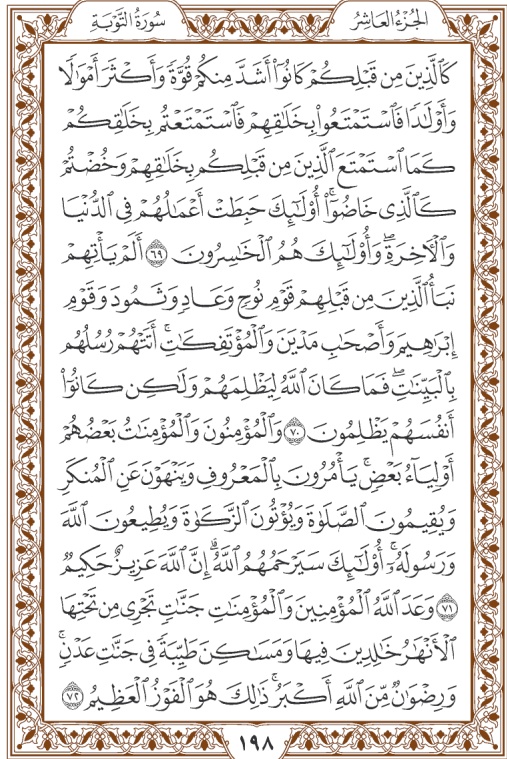 الجُزْءُ العَاشِرُ
سُورَةُ التَّوْبَةِ
كَٱلَّذِينَ مِن قَبْلِكُمْ كَانُوٓا۟ أَشَدَّ مِنكُمْ قُوَّةً وَأَكْثَرَ أَمْوَٰلًا
وَأَوْلَٰدًا فَٱسْتَمْتَعُوا۟ بِخَلَٰقِهِمْ فَٱسْتَمْتَعْتُم بِخَلَٰقِكُمْ
كَمَا ٱسْتَمْتَعَ ٱلَّذِينَ مِن قَبْلِكُم بِخَلَٰقِهِمْ وَخُضْتُمْ
كَٱلَّذِى خَاضُوٓا۟ ۚ أُو۟لَٰٓئِكَ حَبِطَتْ أَعْمَٰلُهُمْ فِى ٱلدُّنْيَا
وَٱلْءَاخِرَةِ ۖ وَأُو۟لَٰٓئِكَ هُمُ ٱلْخَٰسِرُونَ ٦٩ أَلَمْ يَأْتِهِمْ
نَبَأُ ٱلَّذِينَ مِن قَبْلِهِمْ قَوْمِ نُوحٍ وَعَادٍ وَثَمُودَ وَقَوْمِ
إِبْرَٰهِيمَ وَأَصْحَٰبِ مَدْيَنَ وَٱلْمُؤْتَفِكَٰتِ ۚ أَتَتْهُمْ رُسُلُهُم
بِٱلْبَيِّنَٰتِ ۖ فَمَا كَانَ ٱللَّهُ لِيَظْلِمَهُمْ وَلَٰكِن كَانُوٓا۟
أَنفُسَهُمْ يَظْلِمُونَ ٧٠ وَٱلْمُؤْمِنُونَ وَٱلْمُؤْمِنَٰتُ بَعْضُهُمْ
أَوْلِيَآءُ بَعْضٍ ۚ يَأْمُرُونَ بِٱلْمَعْرُوفِ وَيَنْهَوْنَ عَنِ ٱلْمُنكَرِ
وَيُقِيمُونَ ٱلصَّلَوٰةَ وَيُؤْتُونَ ٱلزَّكَوٰةَ وَيُطِيعُونَ ٱللَّهَ
وَرَسُولَهُۥٓ ۚ أُو۟لَٰٓئِكَ سَيَرْحَمُهُمُ ٱللَّهُ ۗ إِنَّ ٱللَّهَ عَزِيزٌ حَكِيمٌ
٧١ وَعَدَ ٱللَّهُ ٱلْمُؤْمِنِينَ وَٱلْمُؤْمِنَٰتِ جَنَّٰتٍ تَجْرِى مِن تَحْتِهَا
ٱلْأَنْهَٰرُ خَٰلِدِينَ فِيهَا وَمَسَٰكِنَ طَيِّبَةً فِى جَنَّٰتِ عَدْنٍ ۚ
وَرِضْوَٰنٌ مِّنَ ٱللَّهِ أَكْبَرُ ۚ ذَٰلِكَ هُوَ ٱلْفَوْزُ ٱلْعَظِيمُ ٧٢
١٩٨